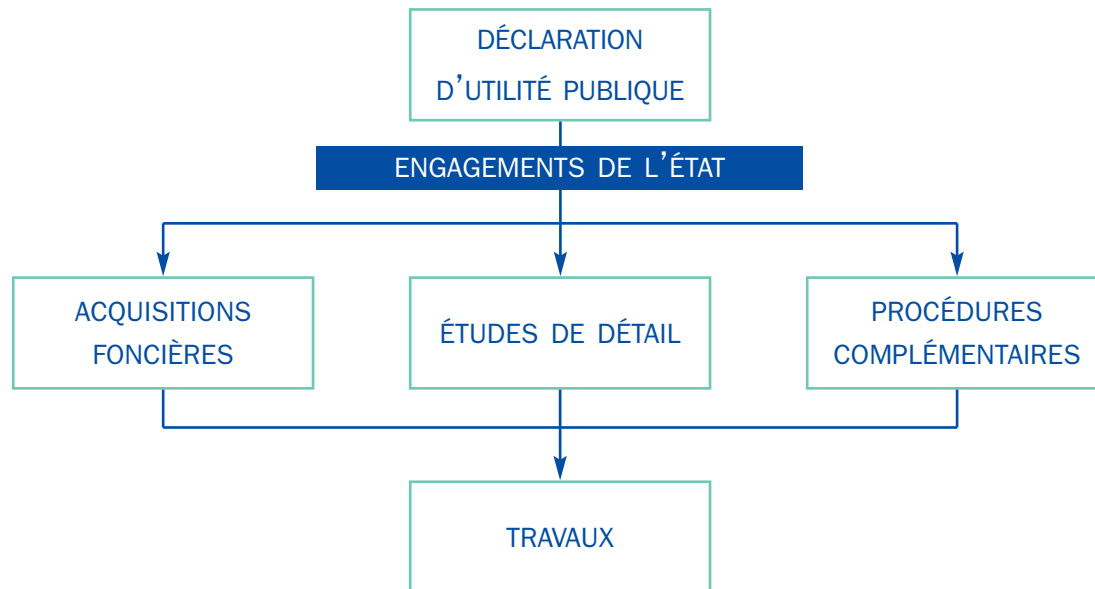 DÉCLARATION
D'UTILITÉ PUBLIQUE
ENGAGEMENTS DE L'ÉTAT
ACQUISITIONS
FONCIÈRES
ÉTUDES DE DÉTAIL
PROCÉDURES
COMPLÉMENTAIRES
TRAVAUX